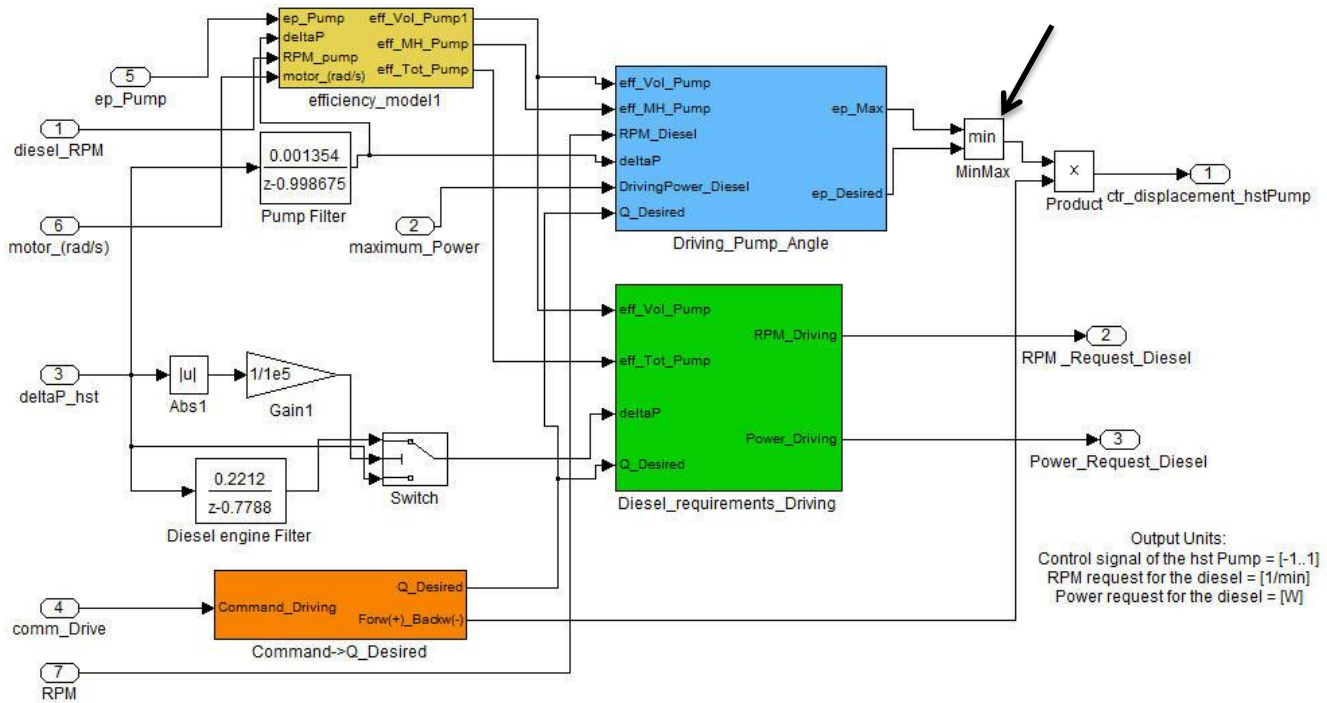 ep_Pump
deltaP
RPM_pump
motor_(rad/s)
eff_Vol_Pump1
eff_MH_Pump
eff_Tot_Pump
efficiency_model1
5
ep_Pump
1
diesel_RPM
0.001354
z-0.998675
Pump Filter
6
motor_(rad/s)
2
maximum_Power
eff_Vol_Pump
eff_MH_Pump
RPM_Diesel
deltaP
DrivingPower_Diesel
Q_Desired
ep_Max
ep_Desired
Driving_Pump_Angle
min
MinMax
x
Product
1
ctr_displacement_hstPump
eff_Vol_Pump
eff_Tot_Pump
deltaP
Q_Desired
RPM_Driving
Power_Driving
Diesel_requirements_Driving
2
RPM _Request_Diesel
3
Power_Request_Diesel
3
deltaP_hst
|u|
Abs1
1/1e5
Gain1
Switch
0.2212
z-0.7788
Diesel engine Filter
Output Units:
Control signal of the hst Pump = [-1..1]
RPM request for the diesel = [1/min]
Power request for the diesel = [W]
4
comm_Drive
Command_Driving
Q_Desired
Forw(+)_Backw(-)
Command->Q_Desired
7
RPM